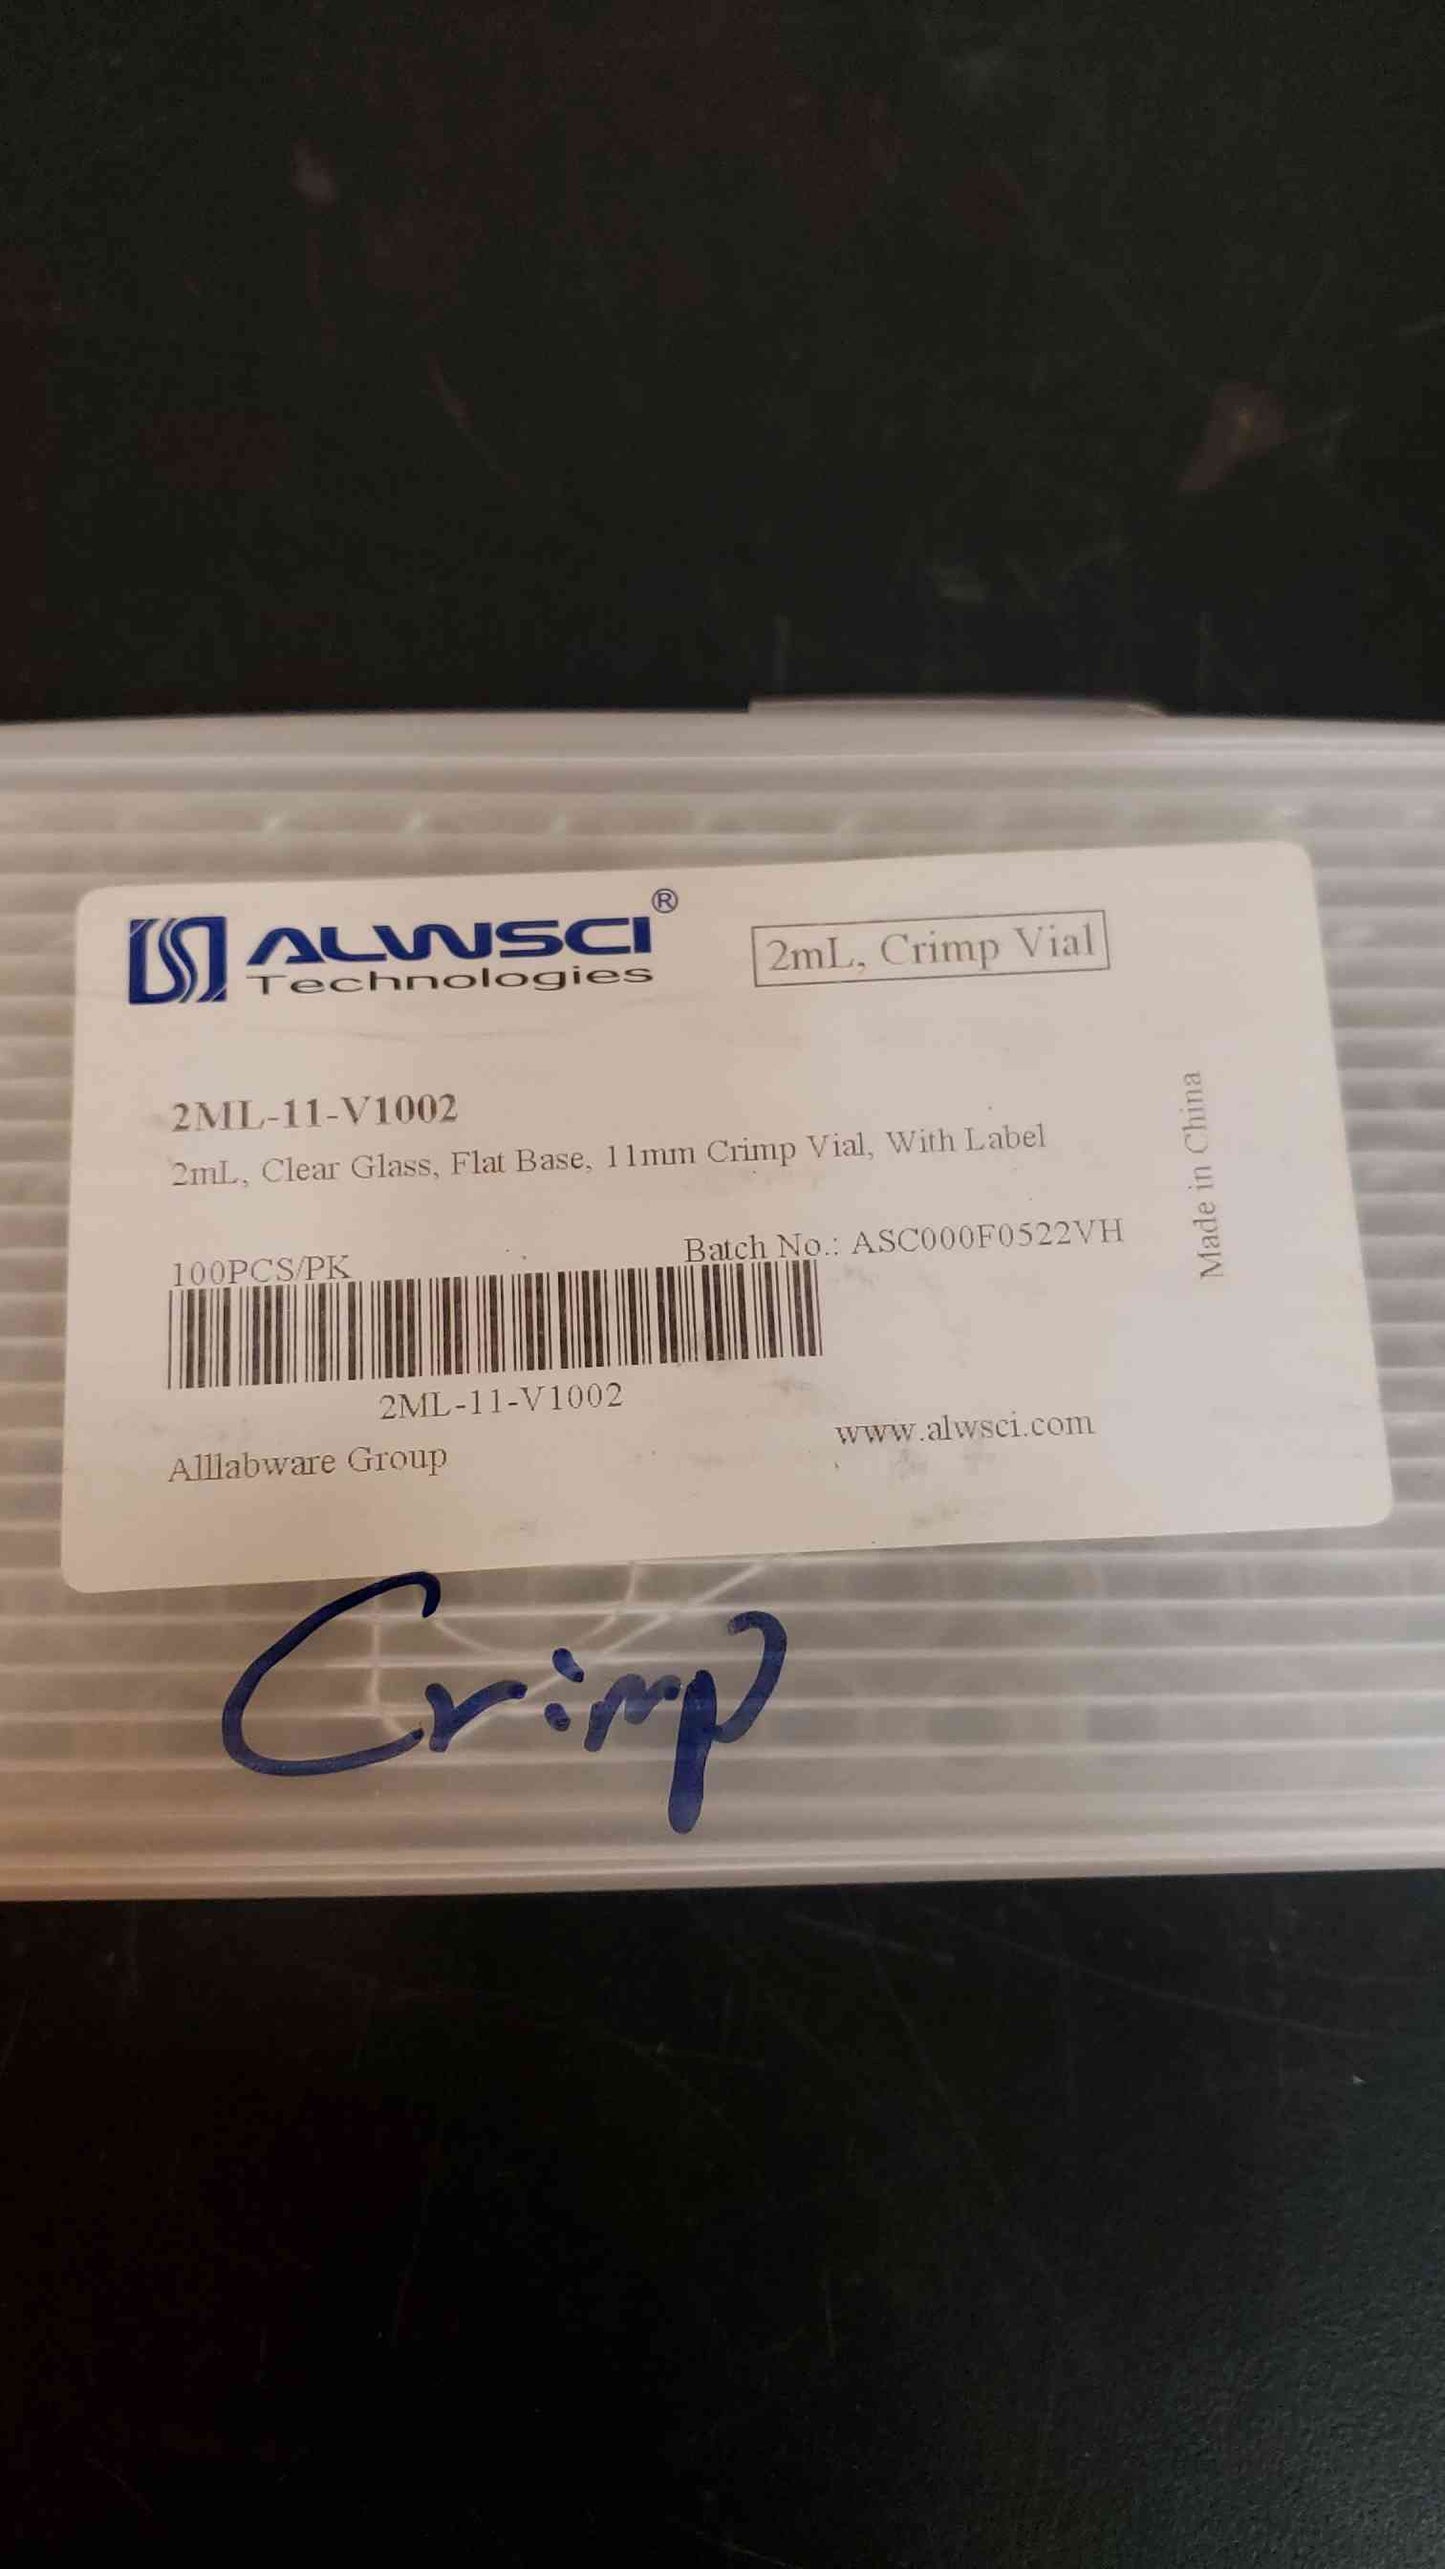 ALWSCI®
Technologies
2mL, Crimp Vial
2ML-11-V1002
2mL, Clear Glass, Flat Base, 11mm Crimp Vial, With Label
100PCS/PK
Batch No.: ASC000F0522VH
Made in China
2ML-11-V1002
Alllabware Group
www.alwsci.com
Crimp